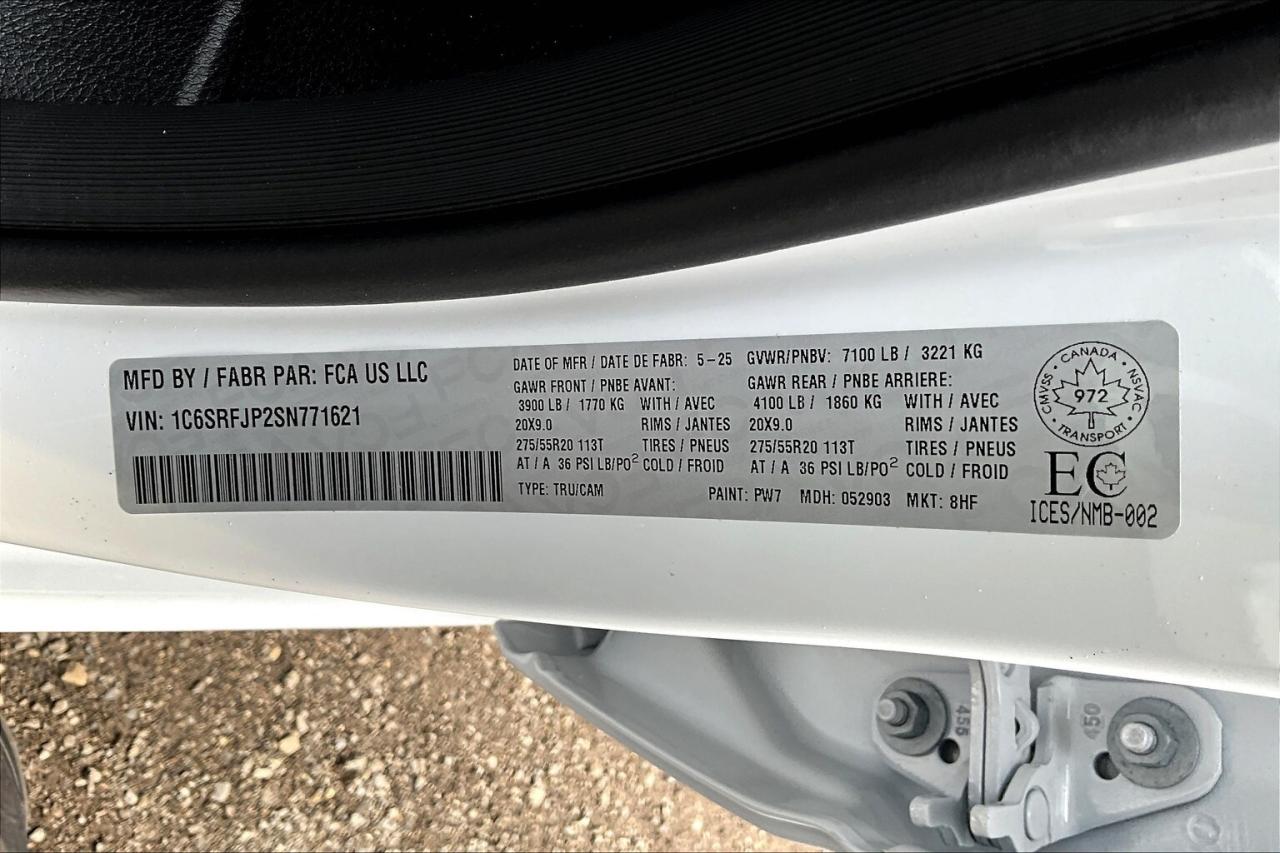 MFD BY / FABR PAR: FCA US LLC
VIN: 1C6SRFJP2SN771621
DATE OF MFR / DATE DE FABR: 5-25 GVWR/PNBV: 7100 LB / 3221 KG
GAWR FRONT / PNBE AVANT: GAWR REAR / PNBE ARRIERE:
3900 LB / 1770 KG WITH / AVEC 4100 LB / 1860 KG WITH / AVEC
20X9.0 RIMS / JANTES 20X9.0 RIMS / JANTES
275/55R20 113T TIRES / PNEUS 275/55R20 113T TIRES / PNEUS
AT / A 36 PSI LB/PO² COLD / FROID AT / A 36 PSI LB/PO² COLD / FROID
TYPE: TRU/CAM PAINT: PW7 MDH: 052903 MKT: 8HF
CANADA
CMVSS 972 NSVAC
TRANSPORT
EC
ICES/NMB-002
455
450